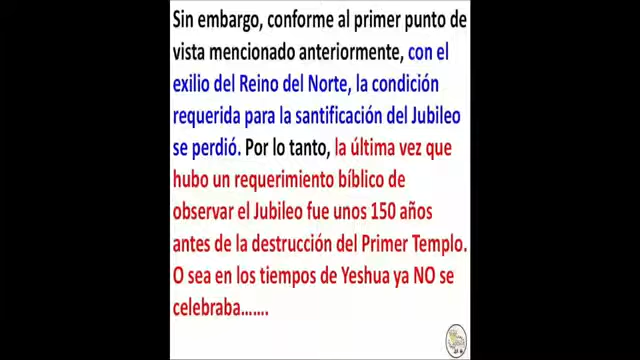 Sin embargo, conforme al primer punto de
vista mencionado anteriormente, con el
exilio del Reino del Norte, la condición
requerida para la santificación del Jubileo
se perdió. Por lo tanto, la última vez que
hubo un requerimiento bíblico de
observar el Jubileo fue unos 150 años
antes de la destrucción del Primer Templo.
O sea en los tiempos de Yeshua ya NO se
celebraba.......